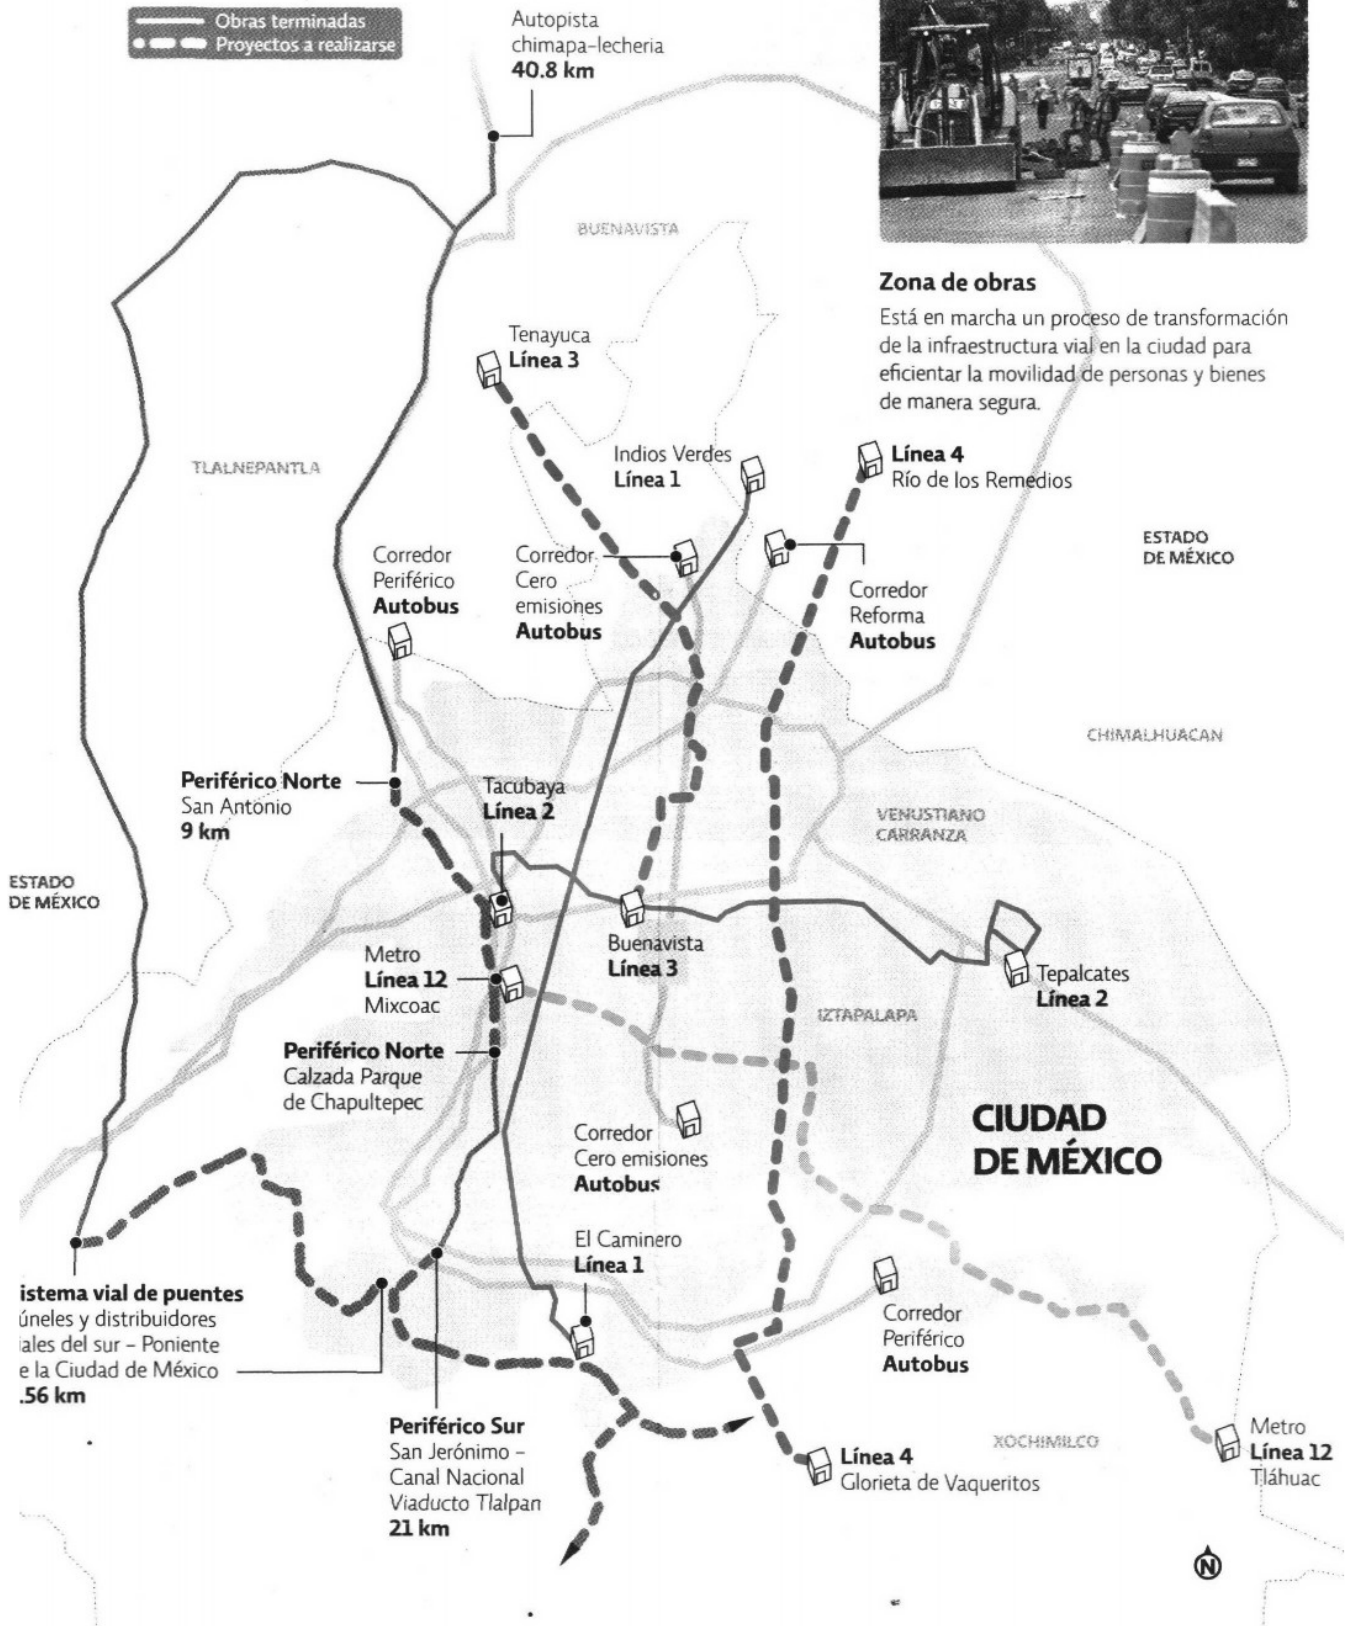 Obras terminadas
Proyectos a realizarse
Autopista
chimapa-lecheria
40.8 km
BUENAVISTA
Zona de obras
Está en marcha un proceso de transformación
de la infraestructura vial en la ciudad para
eficientar la movilidad de personas y bienes
de manera segura.
Tenayuca
Línea 3
TLALNEPANTLA
Indios Verdes
Línea 1
Línea 4
Río de los Remedios
ESTADO
DE MÉXICO
Corredor
Periférico
Autobus
Corredor
Cero
emisiones
Autobus
Corredor
Reforma
Autobus
CHIMALHUACAN
Periférico Norte
San Antonio
9 km
Tacubaya
Línea 2
VENUSTIANO
CARRANZA
ESTADO
DE MÉXICO
Metro
Línea 12
Mixcoac
Buenavista
Línea 3
Tepalcates
Línea 2
IZTAPALAPA
Periférico Norte
Calzada Parque
de Chapultepec
CIUDAD
DE MÉXICO
Corredor
Cero emisiones
Autobus
El Caminero
Línea 1
istema vial de puentes
úneles y distribuidores
iales del sur – Poniente
e la Ciudad de México
.56 km
Corredor
Periférico
Autobus
Periférico Sur
San Jerónimo –
Canal Nacional
Viaducto Tlalpan
21 km
XOCHIMILCO
Línea 4
Glorieta de Vaqueritos
Metro
Línea 12
Tláhuac
N